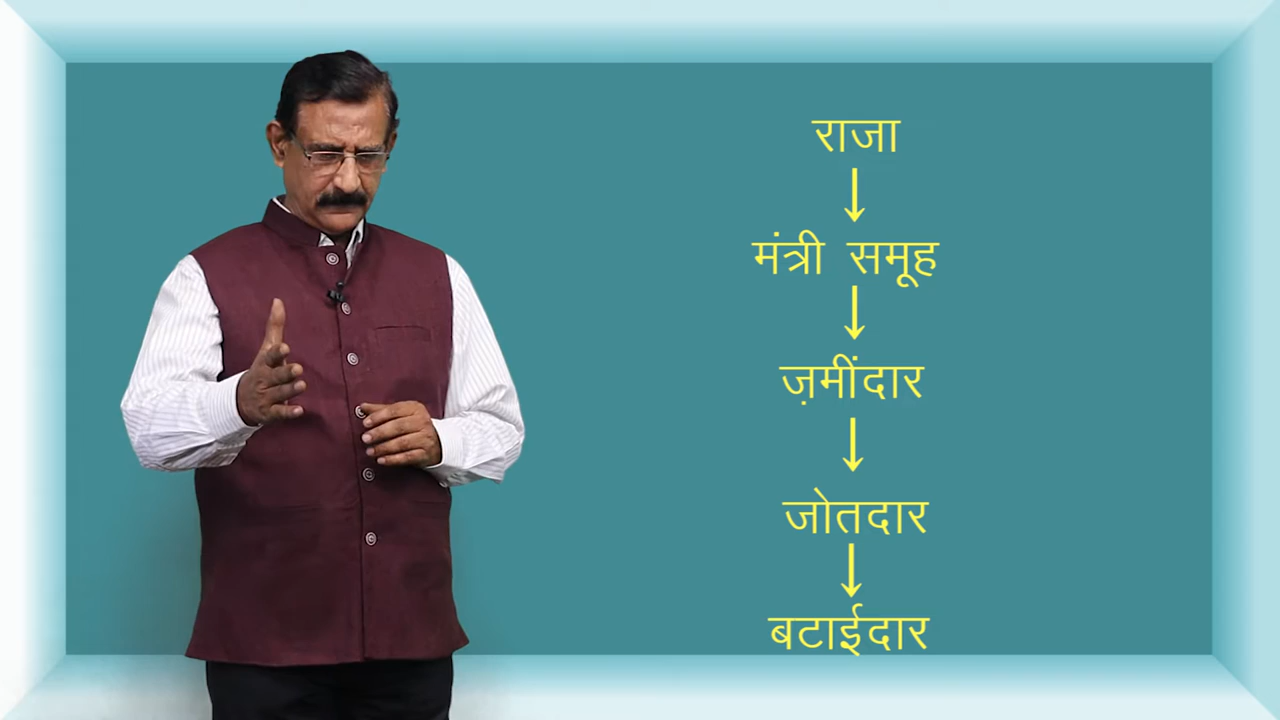 राजा
↓
मंत्री समूह
↓
ज़मींदार
↓
जोतदार
↓
बटाईदार